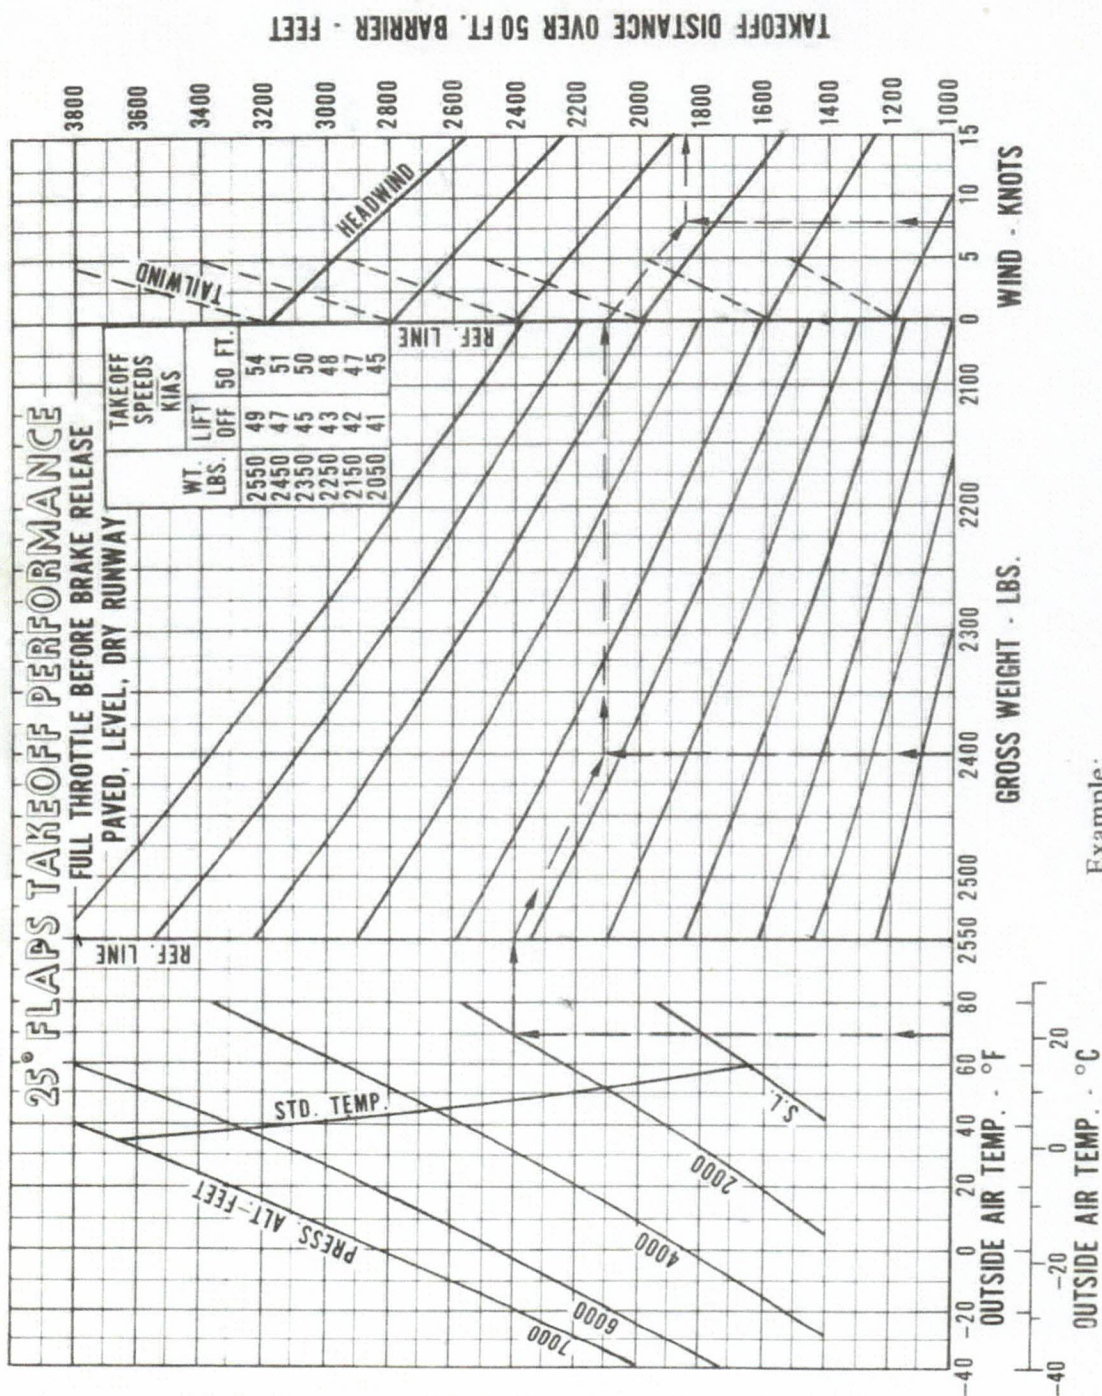 25° FLAPS TAKEOFF PERFORMANCE
FULL THROTTLE BEFORE BRAKE RELEASE
PAVED, LEVEL, DRY RUNWAY
TAKEOFF
SPEEDS
KIAS
WT. LIFT
LBS. OFF 50 FT.
2550 49 54
2450 47 51
2350 45 50
2250 43 48
2150 42 47
2050 41 45
PRESS. ALT-FEET
7000
6000
4000
2000
S.L.
STD. TEMP.
REF. LINE
REF. LINE
TAILWIND
HEADWIND
3800
3600
3400
3200
3000
2800
2600
2400
2200
2000
1800
1600
1400
1200
1000
TAKEOFF DISTANCE OVER 50 FT. BARRIER - FEET
-40 -20 0 20 40 60 80
OUTSIDE AIR TEMP. - °F
-40 -20 0 20
OUTSIDE AIR TEMP. - °C
2550 2500 2400 2300 2200 2100
GROSS WEIGHT - LBS.
0 5 10 15
WIND - KNOTS
Example: